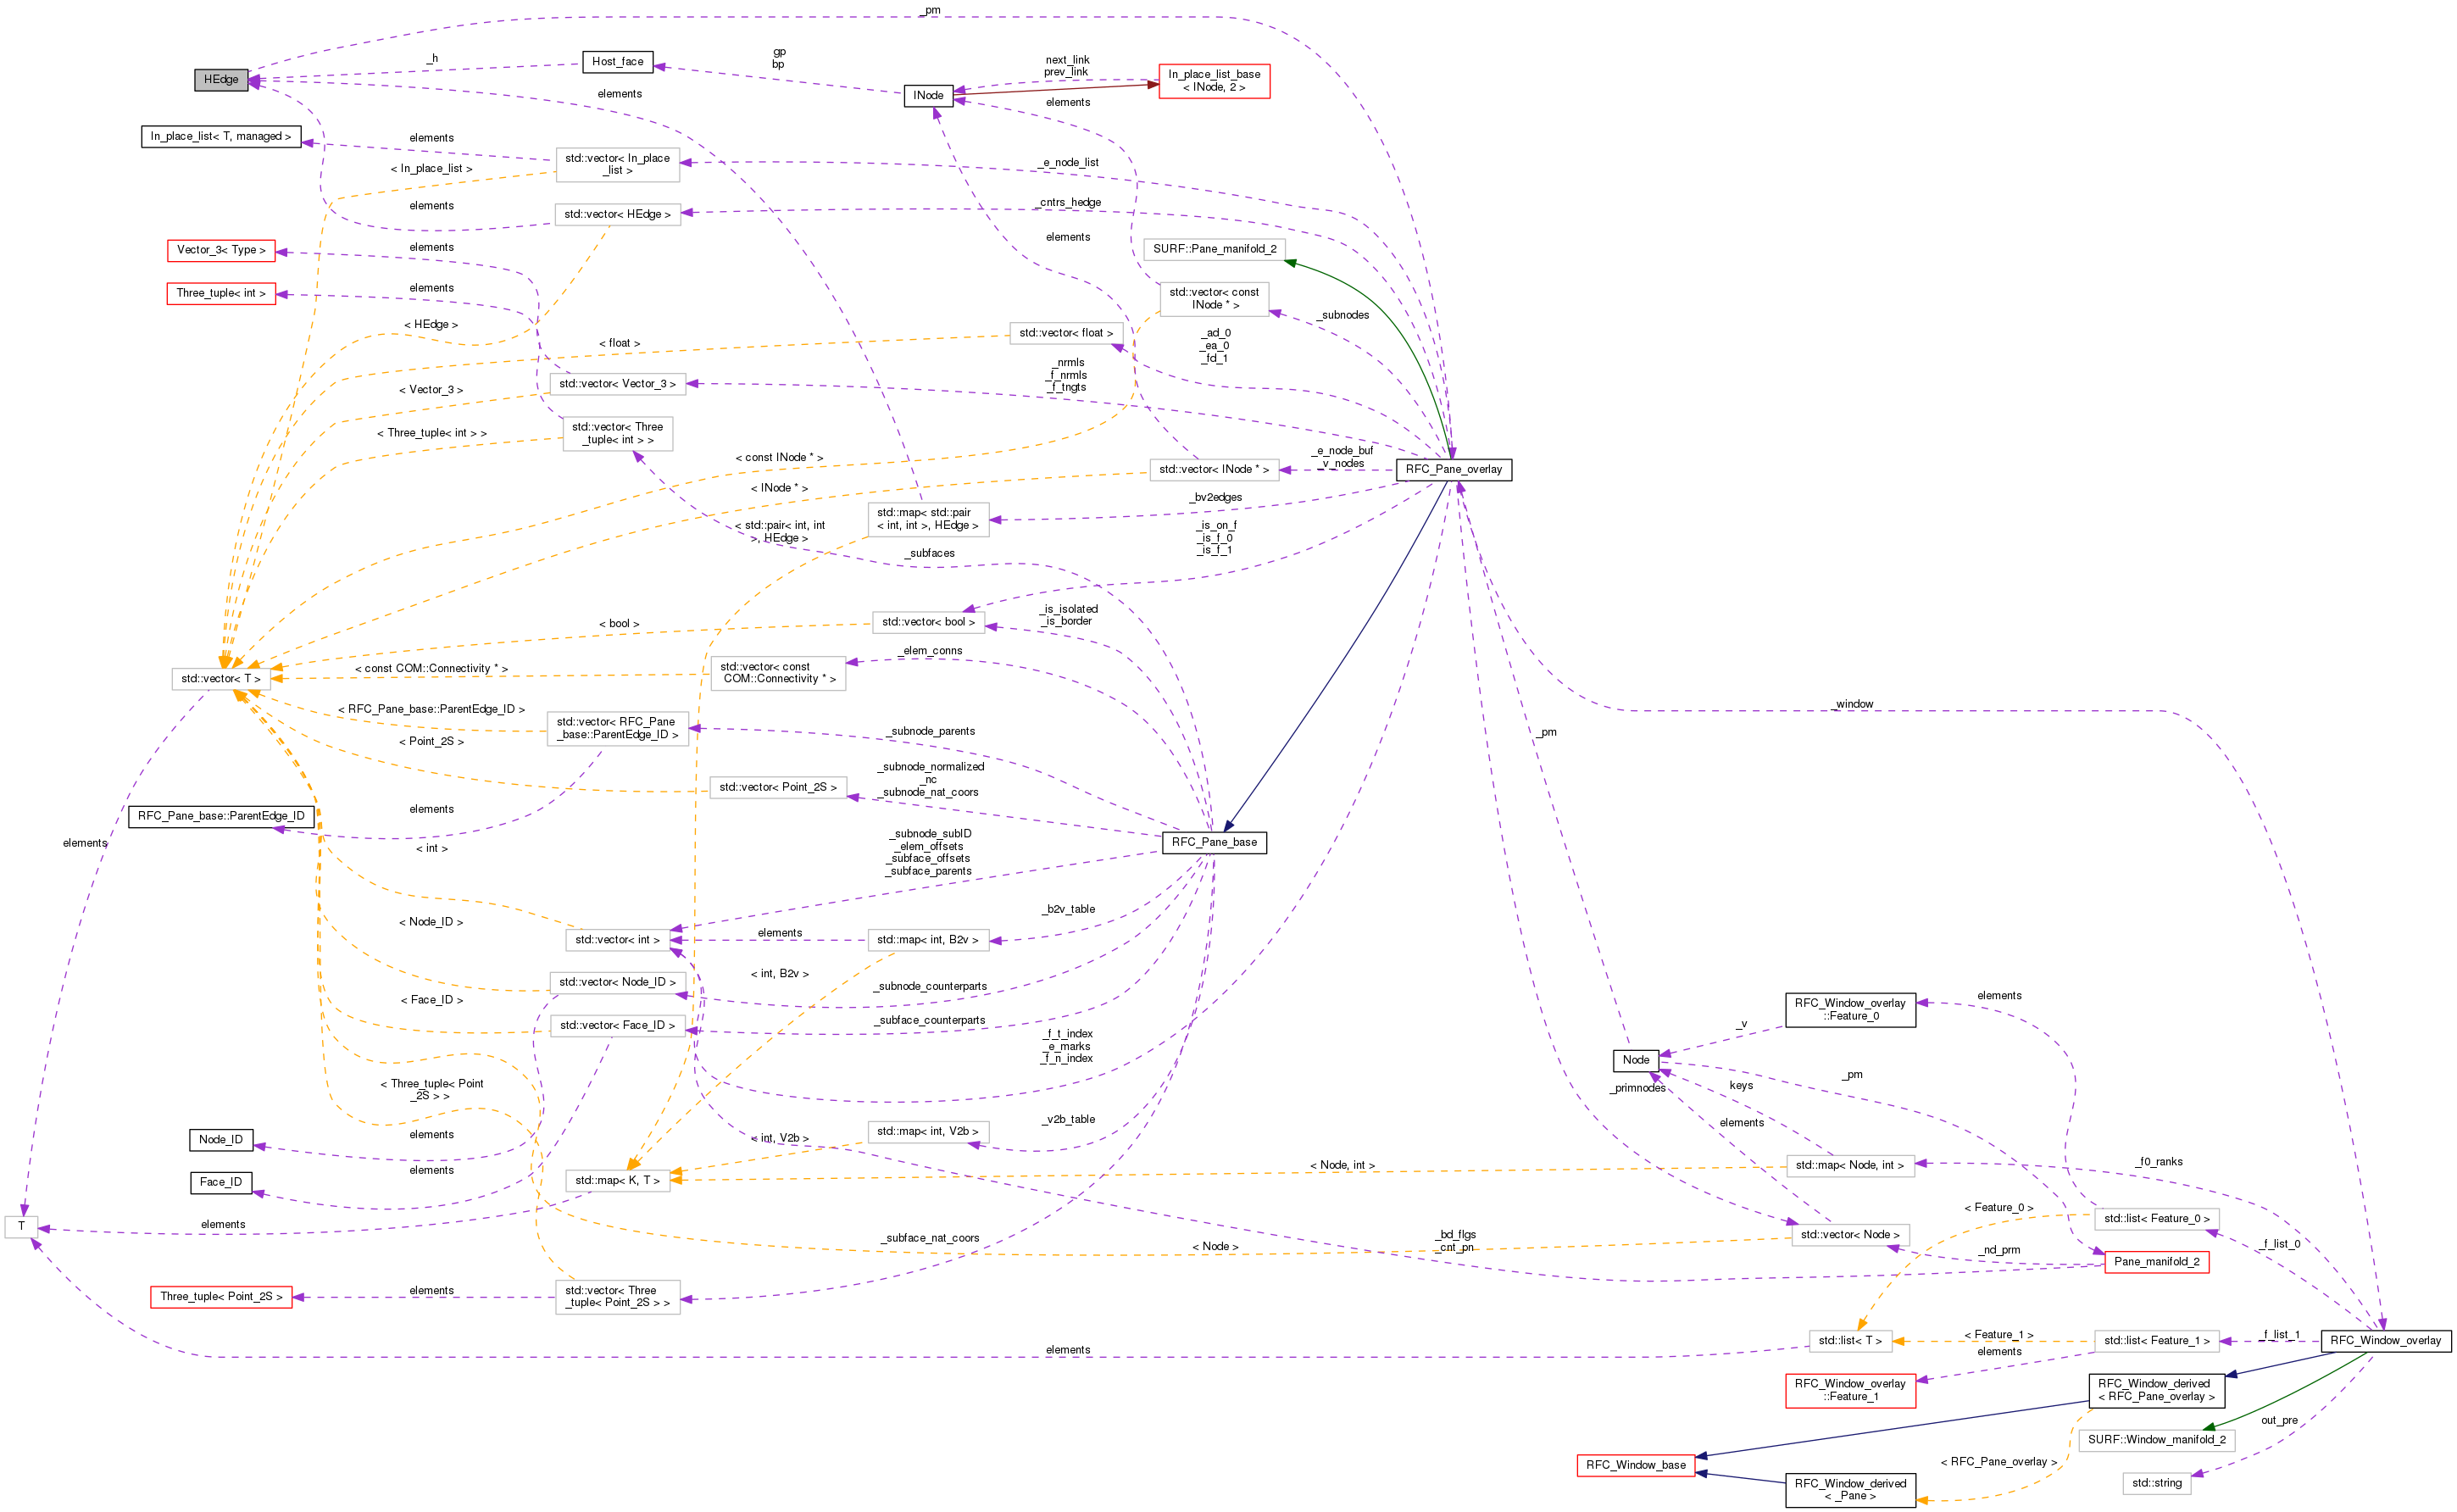 _pm
HEdge
_h
Host_face
gp
bp
INode
next_link
prev_link
In_place_list_base
< INode, 2 >
elements
elements
In_place_list< T, managed >
elements
< In_place_list >
std::vector< In_place
_list >
_e_node_list
elements
std::vector< HEdge >
_cntrs_hedge
Vector_3< Type >
elements
elements
SURF::Pane_manifold_2
Three_tuple< int >
elements
std::vector< const
INode * >
_subnodes
< HEdge >
< float >
std::vector< float >
_ad_0
_ea_0
_fd_1
< Vector_3 >
std::vector< Vector_3 >
_nrmls
_f_nrmls
_f_tngts
< Three_tuple< int > >
std::vector< Three
_tuple< int > >
< const INode * >
std::vector< INode * >
_e_node_buf
_v_nodes
RFC_Pane_overlay
< INode * >
< std::pair< int, int
>, HEdge >
std::map< std::pair
< int, int >, HEdge >
_bv2edges
_subfaces
_is_on_f
_is_f_0
_is_f_1
< bool >
std::vector< bool >
_is_isolated
_is_border
std::vector< T >
< const COM::Connectivity * >
std::vector< const
COM::Connectivity * >
_elem_conns
< RFC_Pane_base::ParentEdge_ID >
std::vector< RFC_Pane
_base::ParentEdge_ID >
_subnode_parents
_window
_pm
< Point_2S >
std::vector< Point_2S >
_subnode_normalized
_nc
_subnode_nat_coors
RFC_Pane_base::ParentEdge_ID
elements
elements
< int >
_subnode_subID
_elem_offsets
_subface_offsets
_subface_parents
RFC_Pane_base
< Node_ID >
std::vector< int >
elements
std::map< int, B2v >
_b2v_table
std::vector< Node_ID >
< int, B2v >
_subnode_counterparts
< Face_ID >
std::vector< Face_ID >
_subface_counterparts
RFC_Window_overlay
::Feature_0
elements
_v
_f_t_index
_e_marks
_f_n_index
Node
_pm
_primnodes
keys
< Three_tuple< Point
_2S > >
elements
Node_ID
elements
< int, V2b >
std::map< int, V2b >
_v2b_table
Face_ID
elements
std::map< K, T >
< Node, int >
std::map< Node, int >
_f0_ranks
T
elements
_subface_nat_coors
< Node >
_bd_flgs
_cnt_pn
std::vector< Node >
< Feature_0 >
std::list< Feature_0 >
_f_list_0
_nd_prm
Pane_manifold_2
Three_tuple< Point_2S >
elements
std::vector< Three
_tuple< Point_2S > >
elements
std::list< T >
< Feature_1 >
std::list< Feature_1 >
_f_list_1
RFC_Window_overlay
elements
RFC_Window_overlay
::Feature_1
RFC_Window_derived
< RFC_Pane_overlay >
out_pre
SURF::Window_manifold_2
RFC_Window_base
< RFC_Pane_overlay >
RFC_Window_derived
< _Pane >
std::string